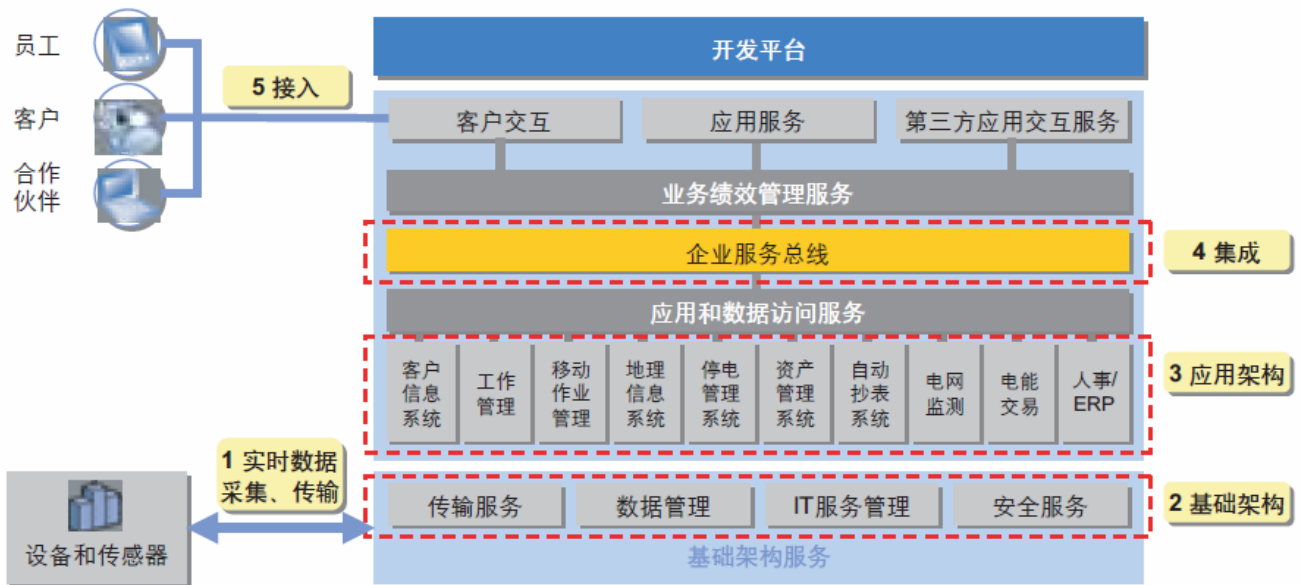 员工
客户
合作
伙伴
5 接入
开发平台
客户交互
应用服务
第三方应用交互服务
业务绩效管理服务
企业服务总线
4 集成
应用和数据访问服务
客户
信息
系统
工作
管理
移动
作业
管理
地理
信息
系统
停电
管理
系统
资产
管理
系统
自动
抄表
系统
电网
监测
电能
交易
人事/
ERP
3 应用架构
1 实时数据
采集、传输
设备和传感器
传输服务
数据管理
IT服务管理
安全服务
2 基础架构
基础架构服务